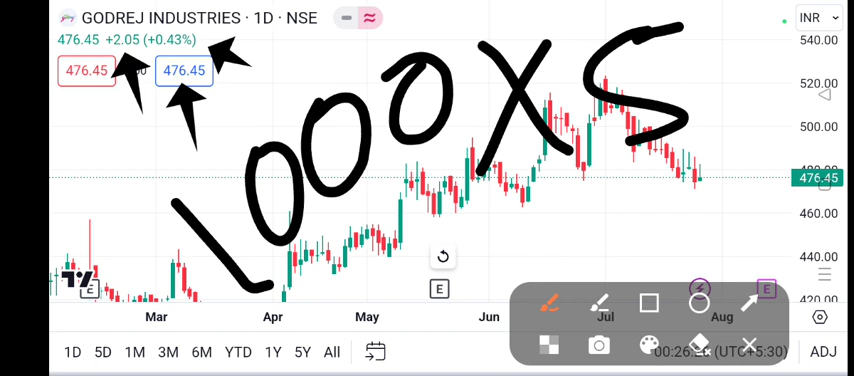 GODREJ INDUSTRIES · 1D · NSE
476.45 +2.05 (+0.43%)
476.45
476.45
1000XS
INR
540.00
520.00
500.00
476.45
460.00
440.00
420.00
E
E
E
Mar Apr May Jun Jul Aug
1D 5D 1M 3M 6M YTD 1Y 5Y All
(UTC+5:30)
ADJ